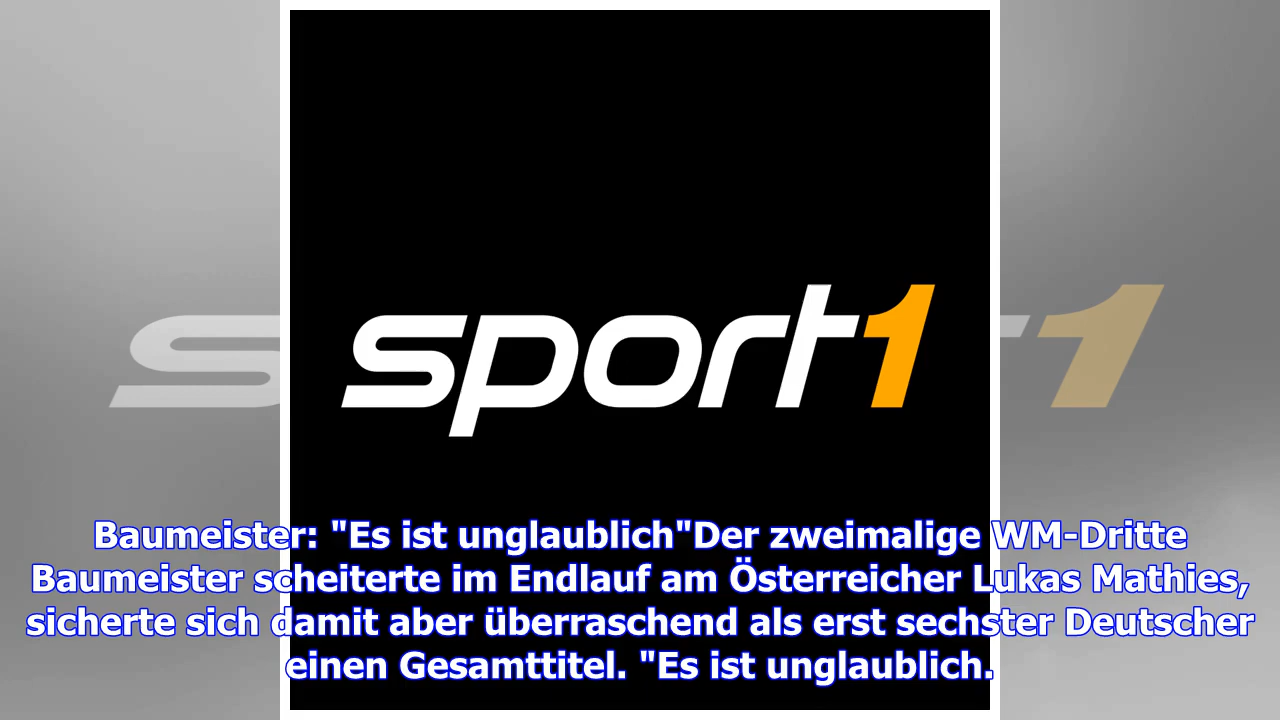 sport1
Baumeister: "Es ist unglaublich"Der zweimalige WM-Dritte
Baumeister scheiterte im Endlauf am Österreicher Lukas Mathies,
sicherte sich damit aber überraschend als erst sechster Deutscher
einen Gesamttitel. "Es ist unglaublich.